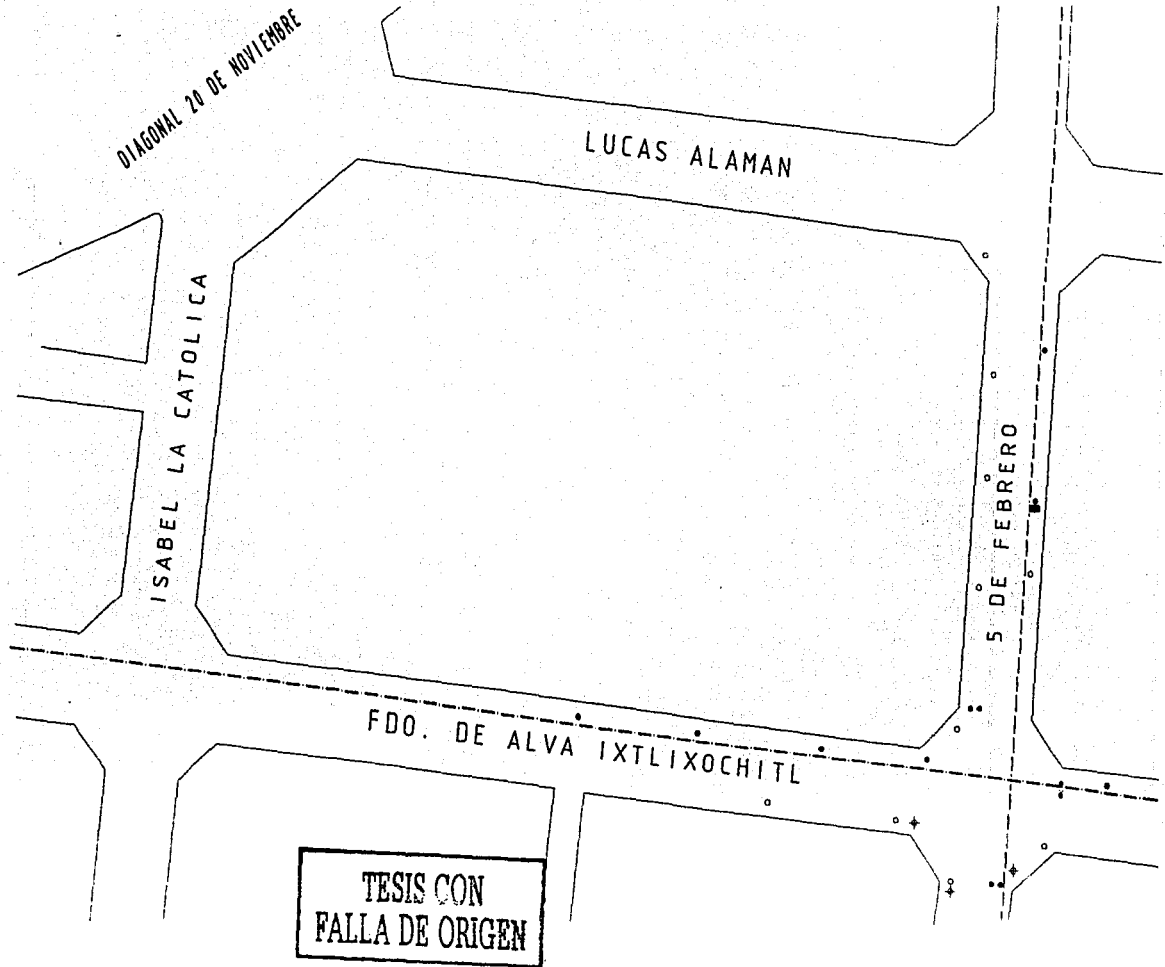 DIAGONAL 20 DE NOVIEMBRE
LUCAS ALAMAN
ISABEL LA CATOLICA
5 DE FEBRERO
FDO. DE ALVA IXTLIXOCHITL
TESIS CON
FALLA DE ORIGEN